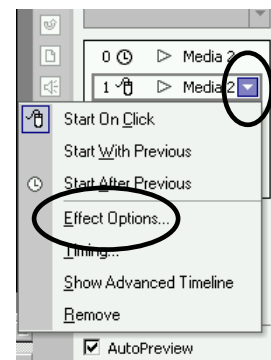 0 Media 2
1 Media 2
Start On Click
Start With Previous
Start After Previous
Effect Options...
Timing...
Show Advanced Timeline
Remove
AutoPreview